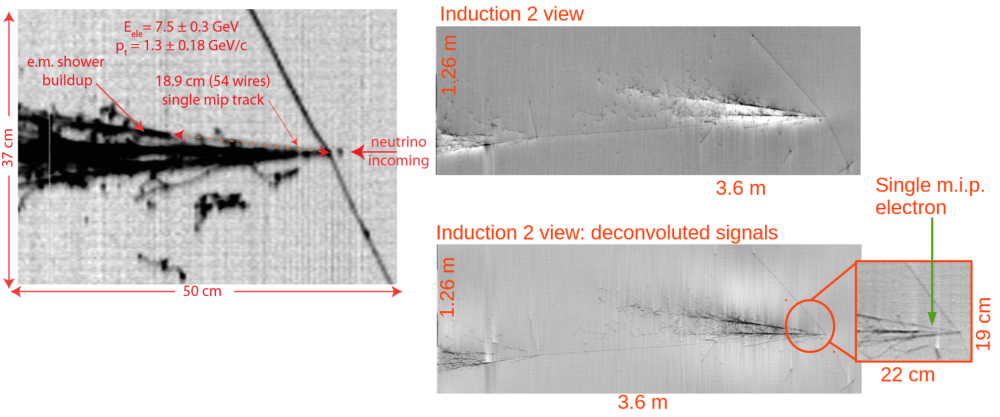 E_ele = 7.5 ± 0.3 GeV
p_t = 1.3 ± 0.18 GeV/c
e.m. shower
buildup
18.9 cm (54 wires)
single mip track
neutrino
incoming
37 cm
50 cm
Induction 2 view
1.26 m
3.6 m
Induction 2 view: deconvoluted signals
1.26 m
3.6 m
Single m.i.p.
electron
19 cm
22 cm